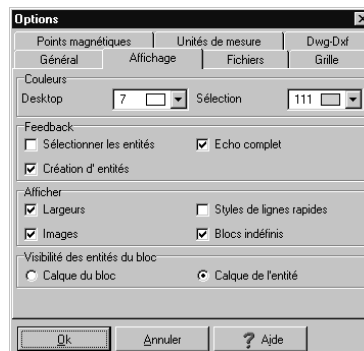 Options
Points magnétiques Unités de mesure Dwg-Dxf
Général Affichage Fichiers Grille
Couleurs
Desktop 7 Sélection 111
Feedback
Sélectionner les entités Echo complet
Création d' entités
Afficher
Largeurs Styles de lignes rapides
Images Blocs indéfinis
Visibilité des entités du bloc
Calque du bloc Calque de l'entité
Ok Annuler ? Aide